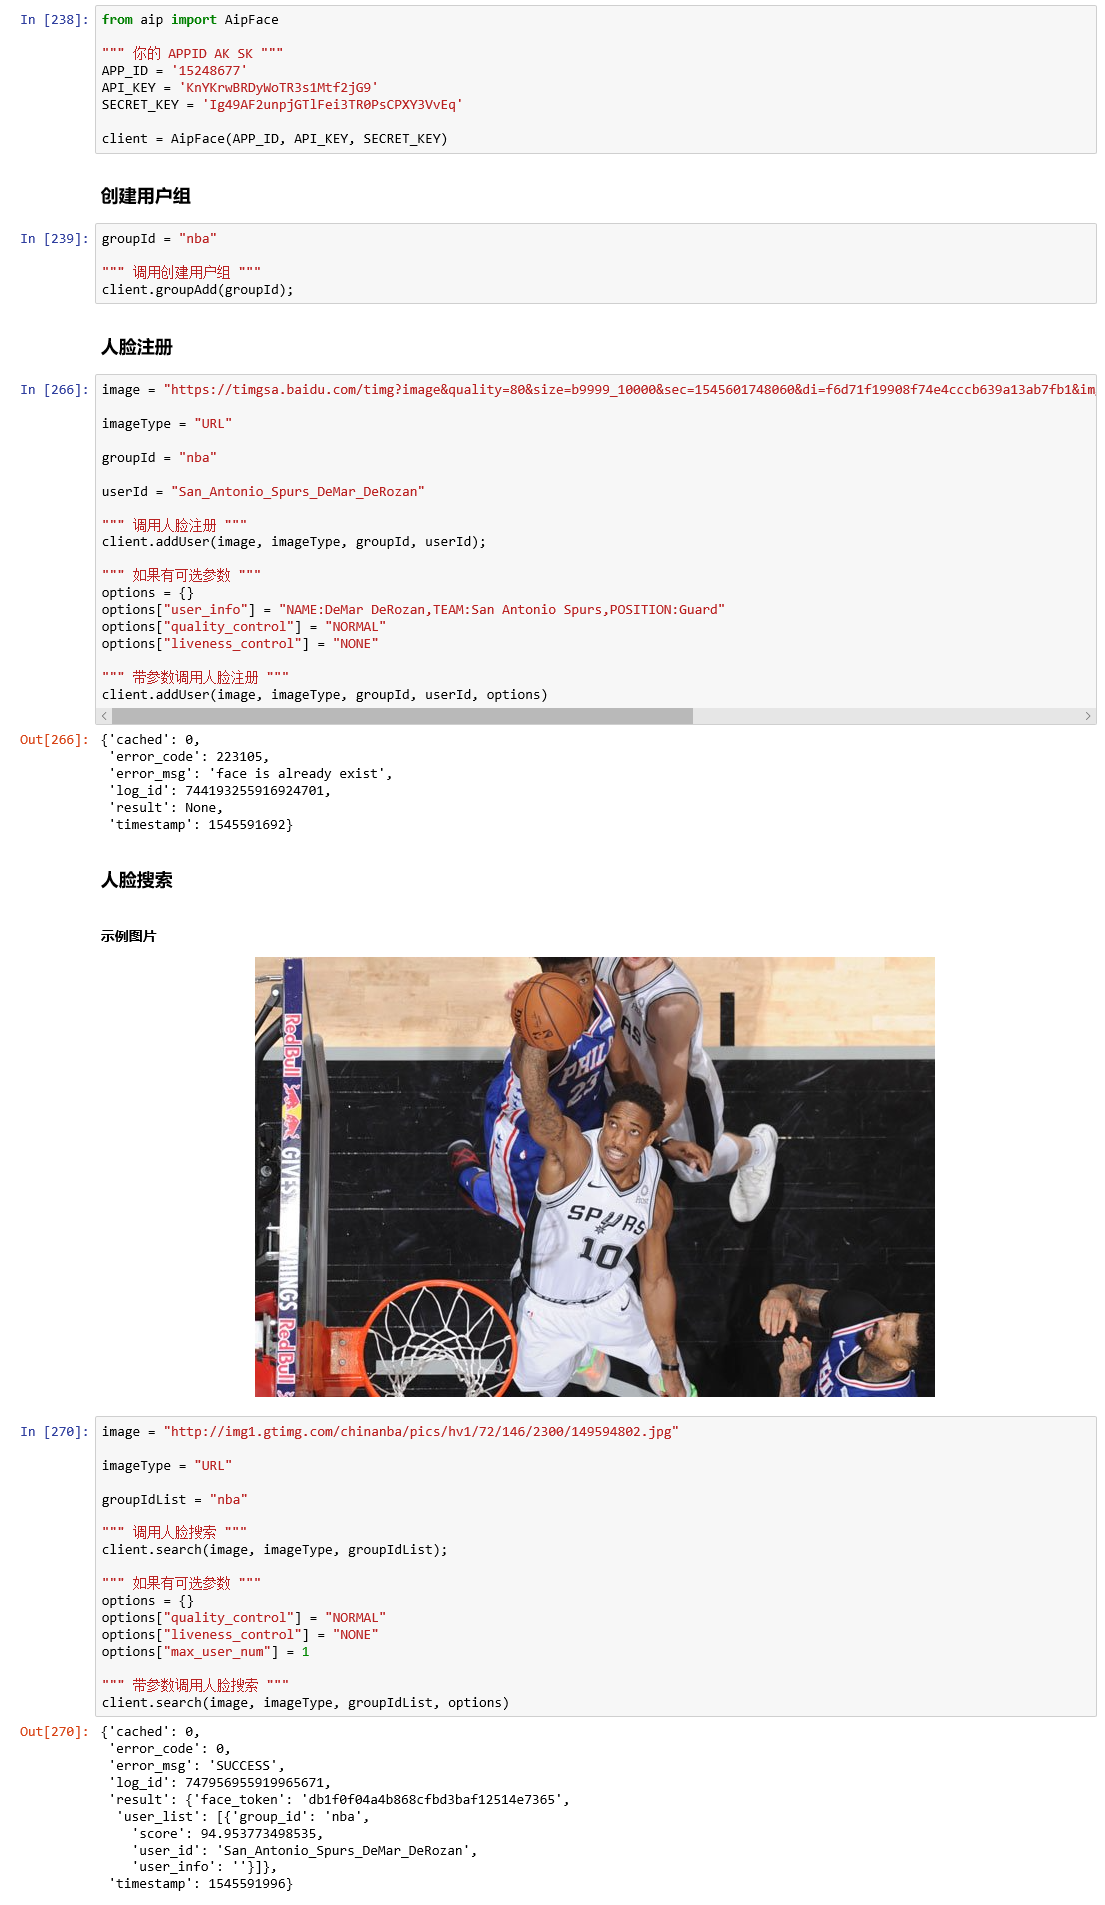 In [238]:
from aip import AipFace
""" 你的 APPID AK SK """
APP_ID = '15248677'
API_KEY = 'KnYKrwBRDyWoTR3s1Mtf2jG9'
SECRET_KEY = 'Ig49AF2unpjGTlFei3TR0PsCPXY3VvEq'
client = AipFace(APP_ID, API_KEY, SECRET_KEY)
创建用户组
In [239]:
groupId = "nba"
""" 调用创建用户组 """
client.groupAdd(groupId);
人脸注册
In [266]:
image = "https://timgsa.baidu.com/timg?image&quality=80&size=b9999_10000&sec=1545601748060&di=f6d71f19908f74e4cccb639a13ab7fb1&im
imageType = "URL"
groupId = "nba"
userId = "San_Antonio_Spurs_DeMar_DeRozan"
""" 调用人脸注册 """
client.addUser(image, imageType, groupId, userId);
""" 如果有可选参数 """
options = {}
options["user_info"] = "NAME:DeMar DeRozan,TEAM:San Antonio Spurs,POSITION:Guard"
options["quality_control"] = "NORMAL"
options["liveness_control"] = "NONE"
""" 带参数调用人脸注册 """
client.addUser(image, imageType, groupId, userId, options)
Out[266]:
{'cached': 0,
'error_code': 223105,
'error_msg': 'face is already exist',
'log_id': 744193255916924701,
'result': None,
'timestamp': 1545591692}
人脸搜索
示例图片
RedBull
GIVES
WIINGS
RedBull
PHIL
23
SPURS
10
In [270]:
image = "http://img1.gtimg.com/chinanba/pics/hv1/72/146/2300/149594802.jpg"
imageType = "URL"
groupIdList = "nba"
""" 调用人脸搜索 """
client.search(image, imageType, groupIdList);
""" 如果有可选参数 """
options = {}
options["quality_control"] = "NORMAL"
options["liveness_control"] = "NONE"
options["max_user_num"] = 1
""" 带参数调用人脸搜索 """
client.search(image, imageType, groupIdList, options)
Out[270]:
{'cached': 0,
'error_code': 0,
'error_msg': 'SUCCESS',
'log_id': 747956955919965671,
'result': {'face_token': 'db1f0f04a4b868cfbd3baf12514e7365',
'user_list': [{'group_id': 'nba',
'score': 94.953773498535,
'user_id': 'San_Antonio_Spurs_DeMar_DeRozan',
'user_info': ''}]},
'timestamp': 1545591996}